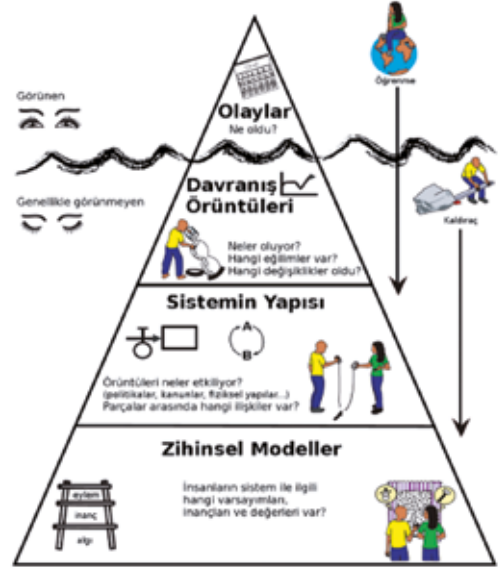 Öğrenme
Görünen
Olaylar
Ne oldu?
Genellikle görünmeyen
Kaldıraç
Davranış
Örüntüleri
Neler oluyor?
Hangi eğilimler var?
Hangi değişiklikler oldu?
Sistemin Yapısı
A
B
Örüntüleri neler etkiliyor?
(politikalar, kanunlar, fiziksel yapılar...)
Parçalar arasında hangi ilişkiler var?
Zihinsel Modeller
eylem
inanç
algı
İnsanların sistem ile ilgili
hangi varsayımları,
inançları ve değerleri var?